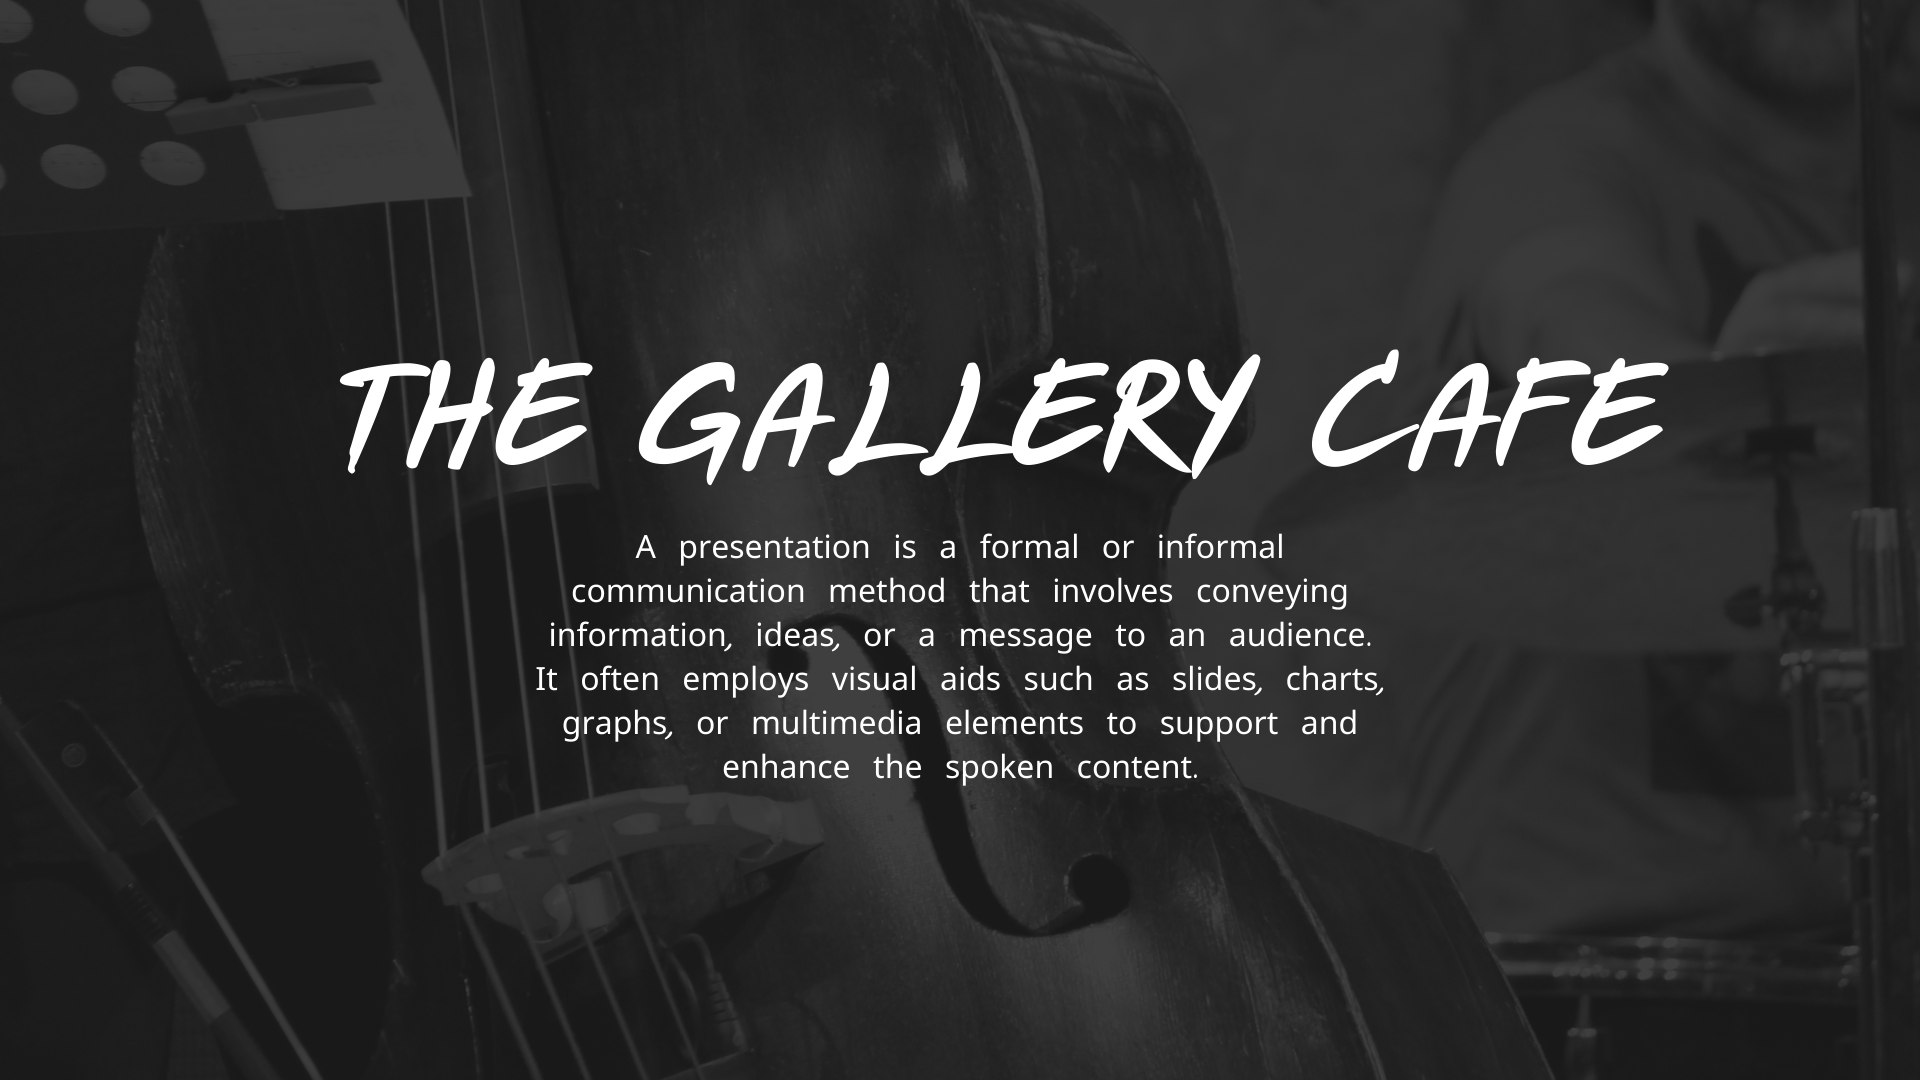 THE GALLERY CAFE
A presentation is a formal or informal
communication method that involves conveying
information, ideas, or a message to an audience.
It often employs visual aids such as slides, charts,
graphs, or multimedia elements to support and
enhance the spoken content.